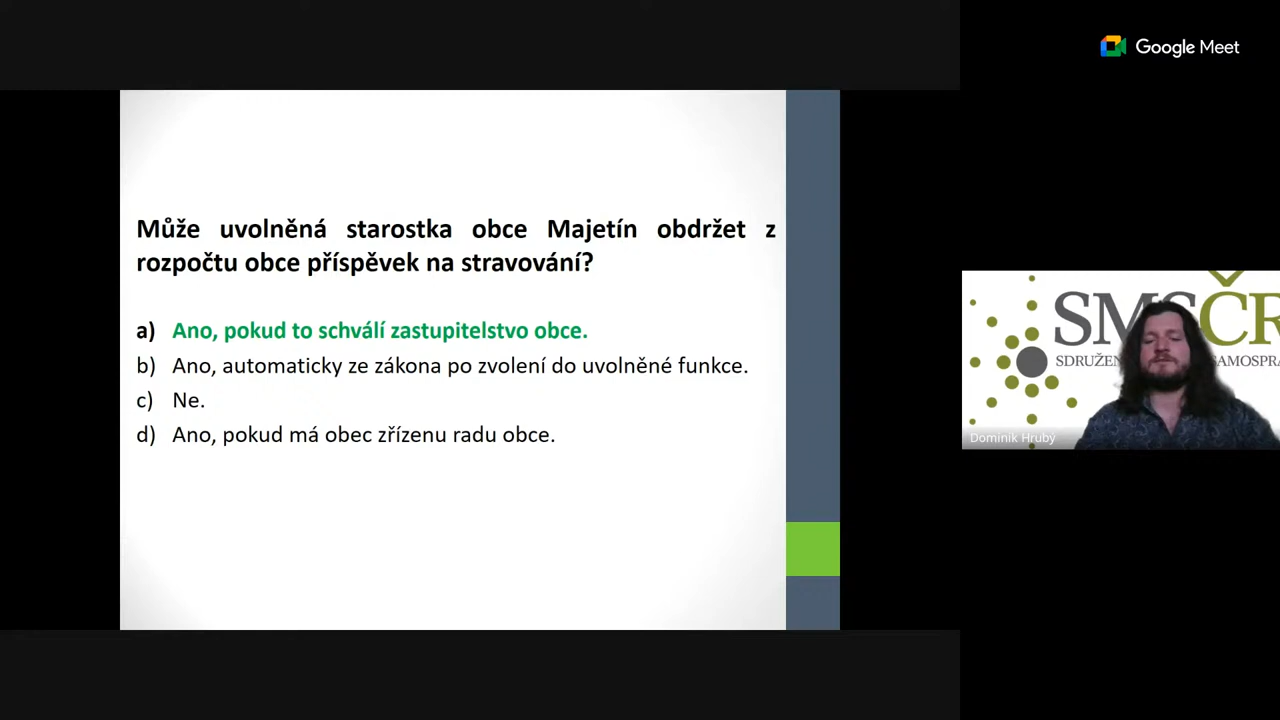 Google Meet
Může uvolněná starostka obce Majetín obdržet z
rozpočtu obce příspěvek na stravování?
a) Ano, pokud to schválí zastupitelstvo obce.
b) Ano, automaticky ze zákona po zvolení do uvolněné funkce.
c) Ne.
d) Ano, pokud má obec zřízenu radu obce.
SMSČR
SDRUŽEN SAMOSPRÁ
Dominik Hrubý